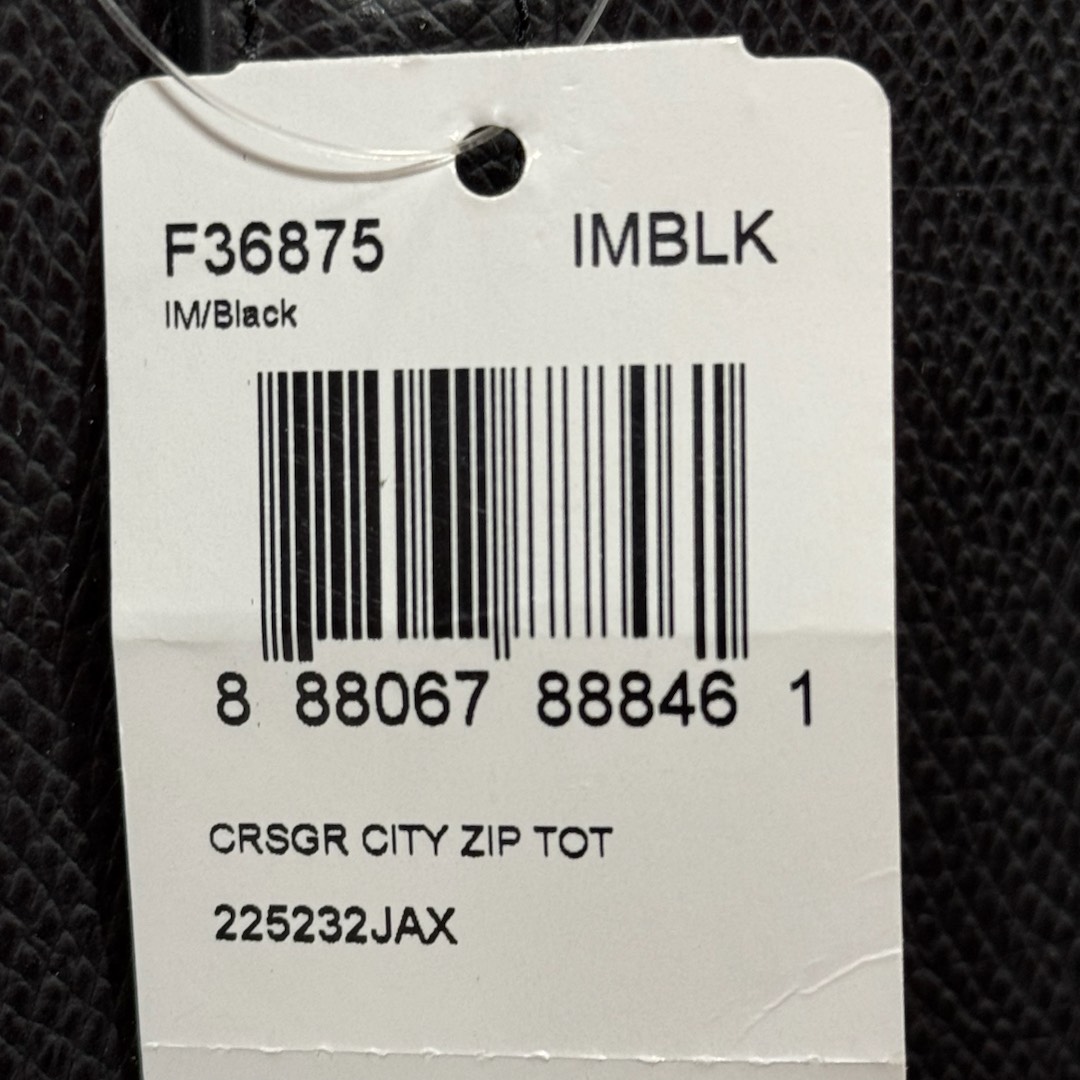 F36875 IMBLK
IM/Black
8 88067 88846 1
CRSGR CITY ZIP TOT
225232JAX